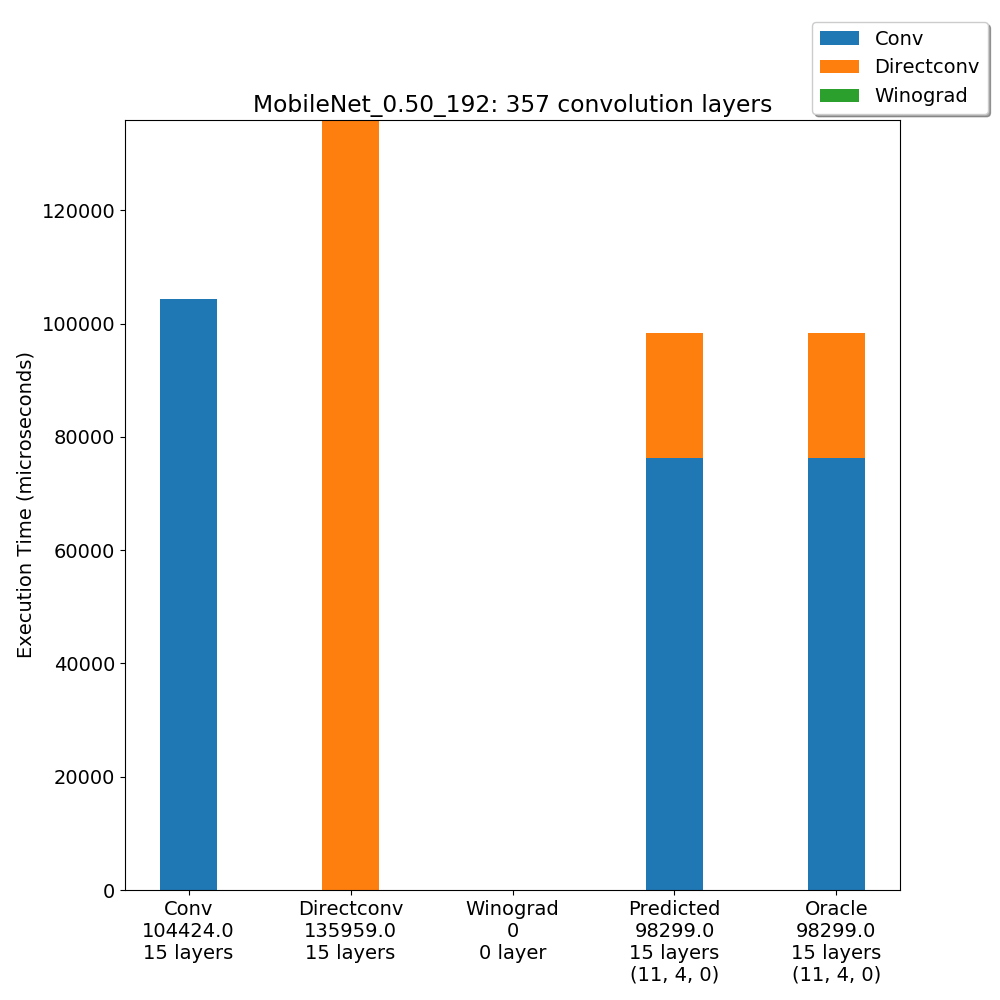 Conv
Directconv
Winograd
MobileNet_0.50_192: 357 convolution layers
Execution Time (microseconds)
120000
100000
80000
60000
40000
20000
0
Conv
104424.0
15 layers
Directconv
135959.0
15 layers
Winograd
0
0 layer
Predicted
98299.0
15 layers
(11, 4, 0)
Oracle
98299.0
15 layers
(11, 4, 0)